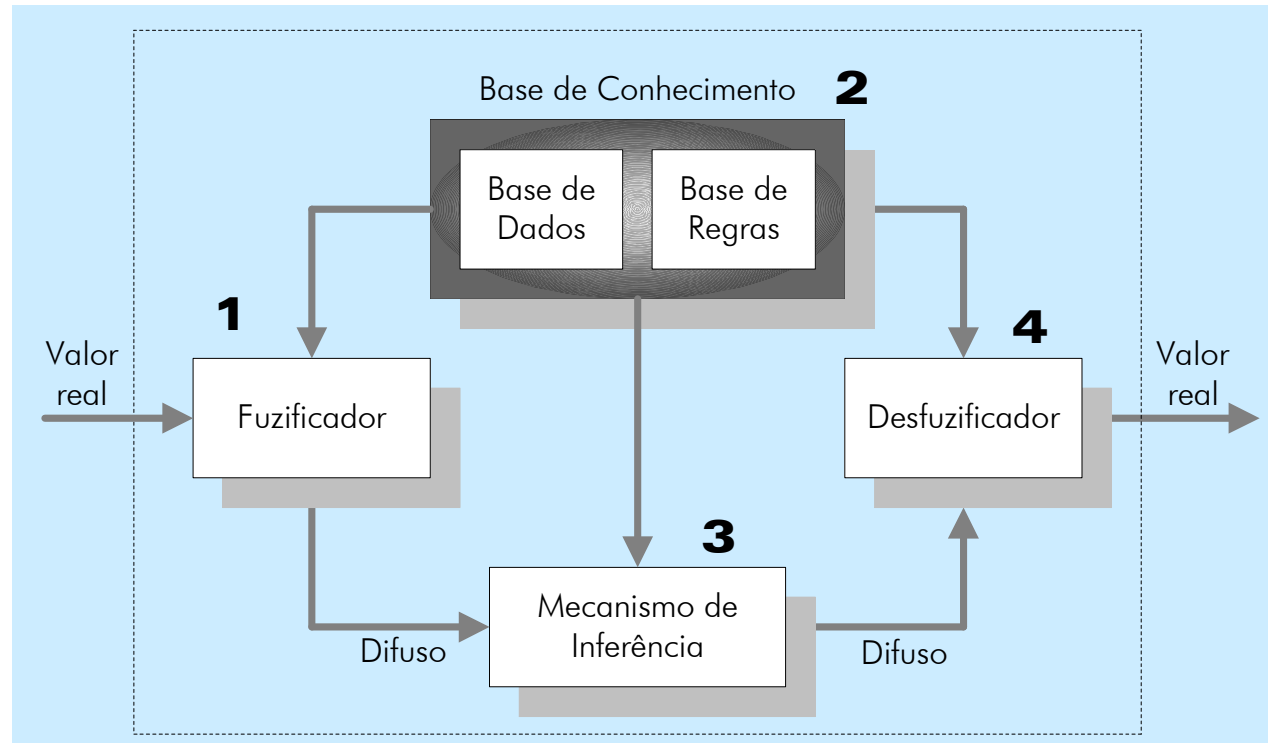 Base de Conhecimento
2
Base de
Dados
Base de
Regras
1
Valor
real
Fuzificador
4
Desfuzificador
Valor
real
3
Mecanismo de
Inferência
Difuso
Difuso